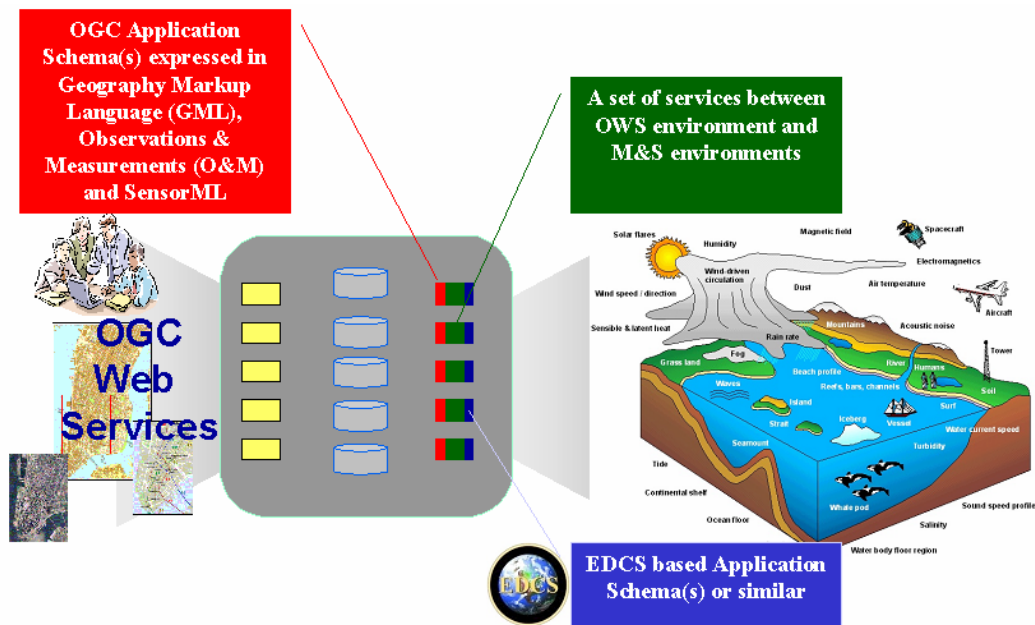 OGC Application
Schema(s) expressed in
Geography Markup
Language (GML),
Observations &
Measurements (O&M)
and SensorML
A set of services between
OWS environment and
M&S environments
OGC
Web
Services
Solar flares
Humidity
Magnetic field
Spacecraft
Electromagnetics
Wind-driven
circulation
Wind speed / direction
Dust
Air temperature
Aircraft
Sensible & latent heat
Mountains
Acoustic noise
Rain rate
Tower
Fog
Grass land
Beach profile
River
Humans
Reefs, bars, channels
Soil
Waves
Island
Surf
Strait
Iceberg
Vessel
Water current speed
Seamount
Turbidity
Tide
Continental shelf
Whale pod
Sound speed profile
Ocean floor
Salinity
Water body floor region
EDCS
EDCS based Application
Schema(s) or similar